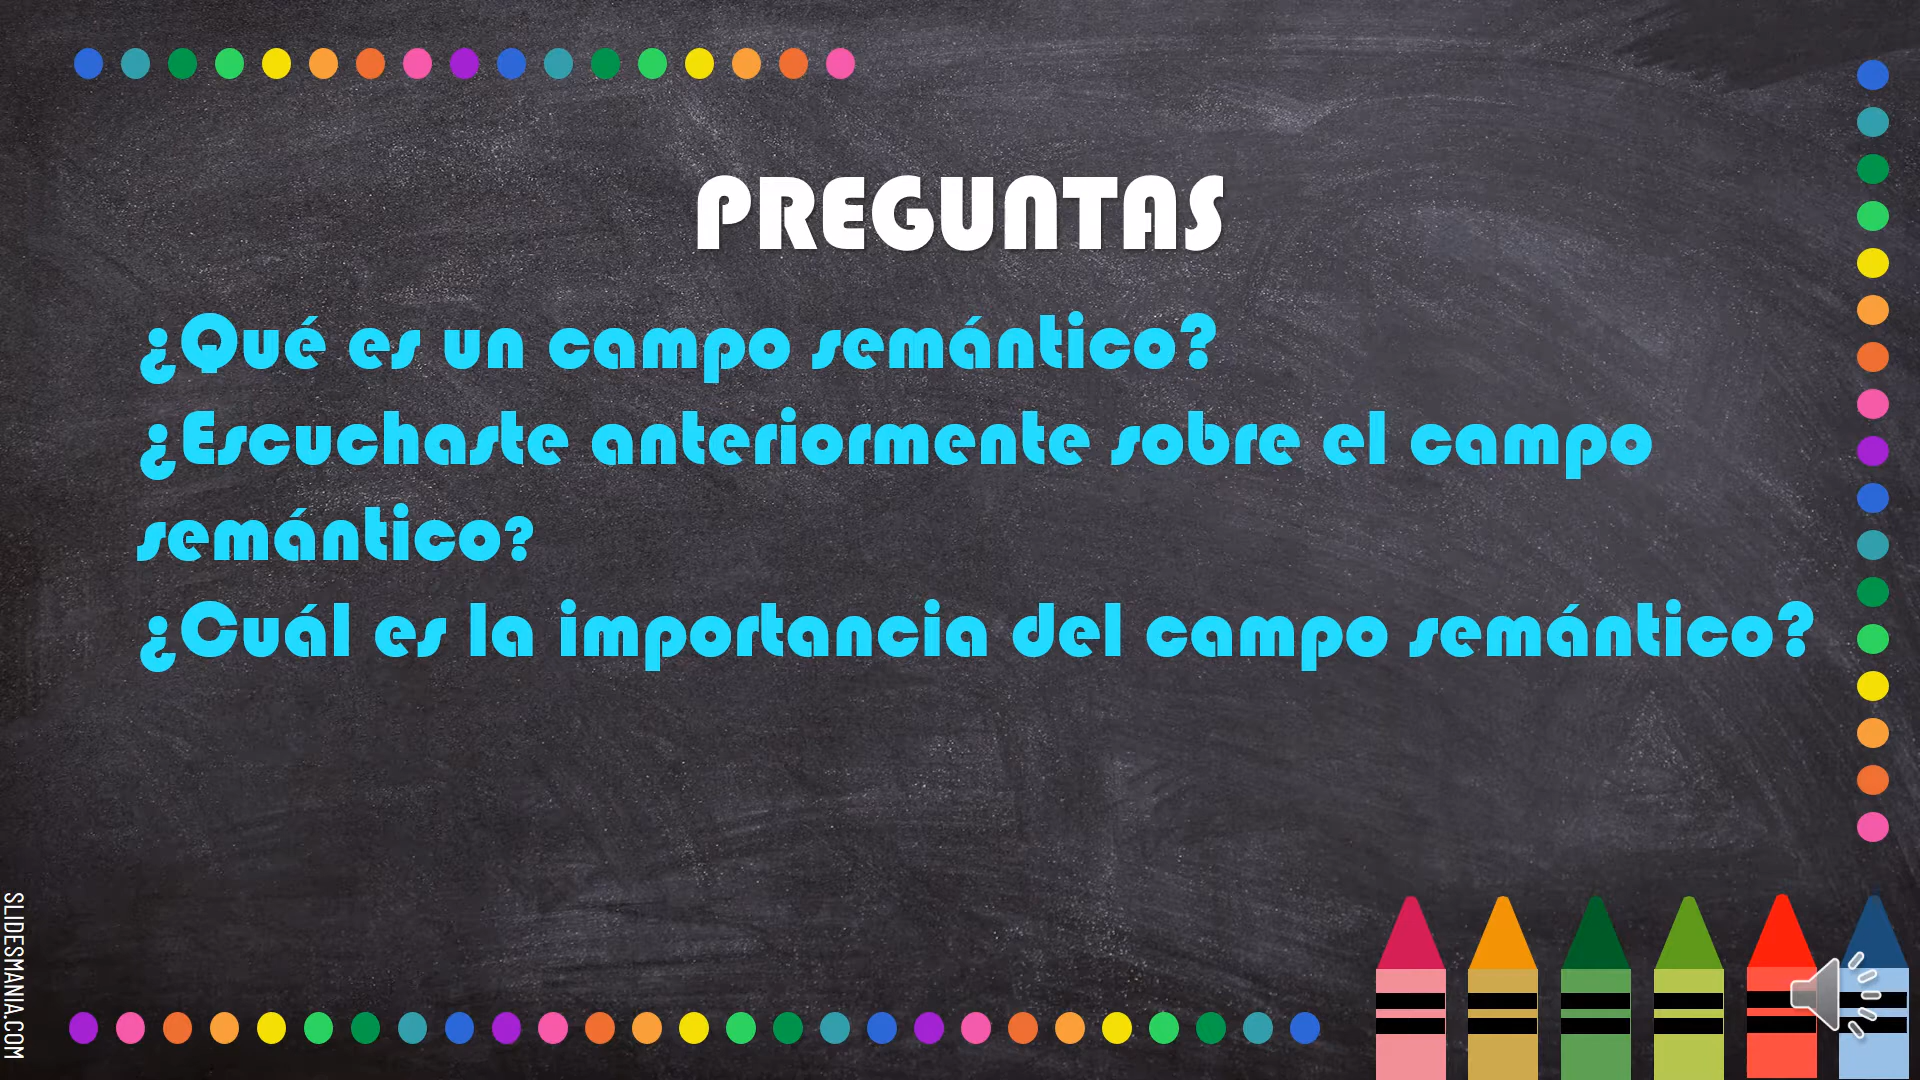 PREGUNTAS
¿Qué es un campo semántico?
¿Escuchaste anteriormente sobre el campo
semántico?
¿Cuál es la importancia del campo semántico?
SLIDESMANIA.COM